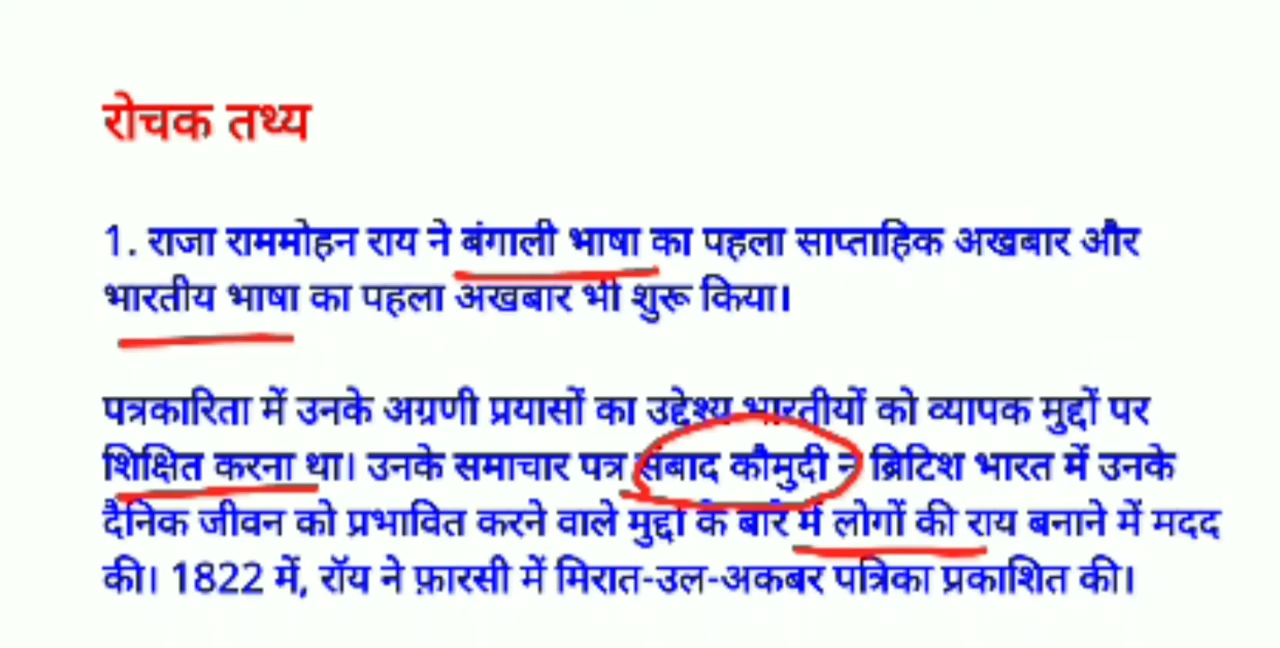 रोचक तथ्य
1. राजा राममोहन राय ने बंगाली भाषा का पहला साप्ताहिक अखबार और
भारतीय भाषा का पहला अखबार भी शुरू किया।
पत्रकारिता में उनके अग्रणी प्रयासों का उद्देश्य भारतीयों को व्यापक मुद्दों पर
शिक्षित करना था। उनके समाचार पत्र संबाद कौमुदी ने ब्रिटिश भारत में उनके
दैनिक जीवन को प्रभावित करने वाले मुद्दों के बारे में लोगों की राय बनाने में मदद
की। 1822 में, रॉय ने फ़ारसी में मिरात-उल-अकबर पत्रिका प्रकाशित की।